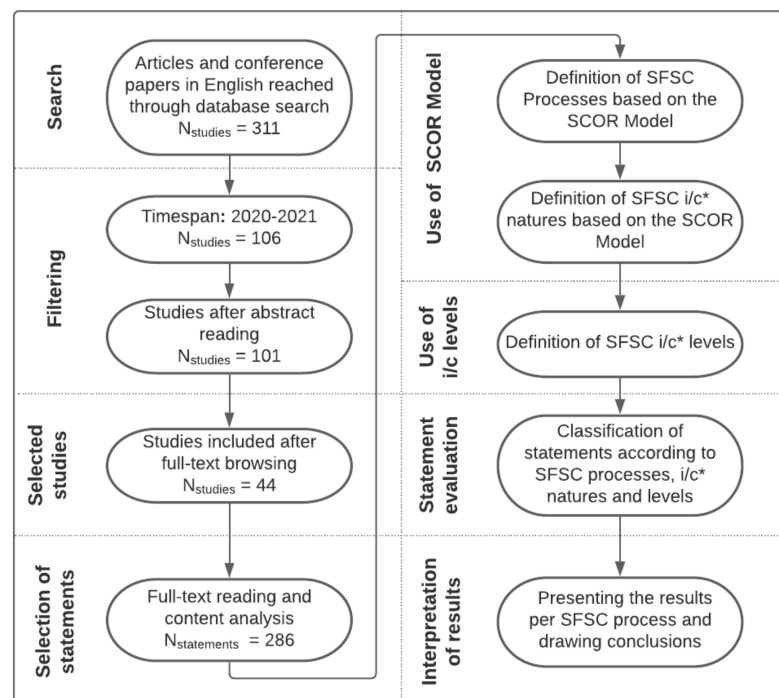 Search
Articles and conference
papers in English reached
through database search
Nstudies = 311
Filtering
Timespan: 2020-2021
Nstudies = 106
Studies after abstract
reading
Nstudies = 101
Selected
studies
Studies included after
full-text browsing
Nstudies = 44
Selection of
statements
Full-text reading and
content analysis
Nstatements = 286
Use of SCOR Model
Definition of SFSC
Processes based on the
SCOR Model
Definition of SFSC i/c*
natures based on the SCOR
Model
Use of
i/c levels
Definition of SFSC i/c* levels
Statement
evaluation
Classification of
statements according to
SFSC processes, i/c*
natures and levels
Interpretation
of results
Presenting the results
per SFSC process and
drawing conclusions